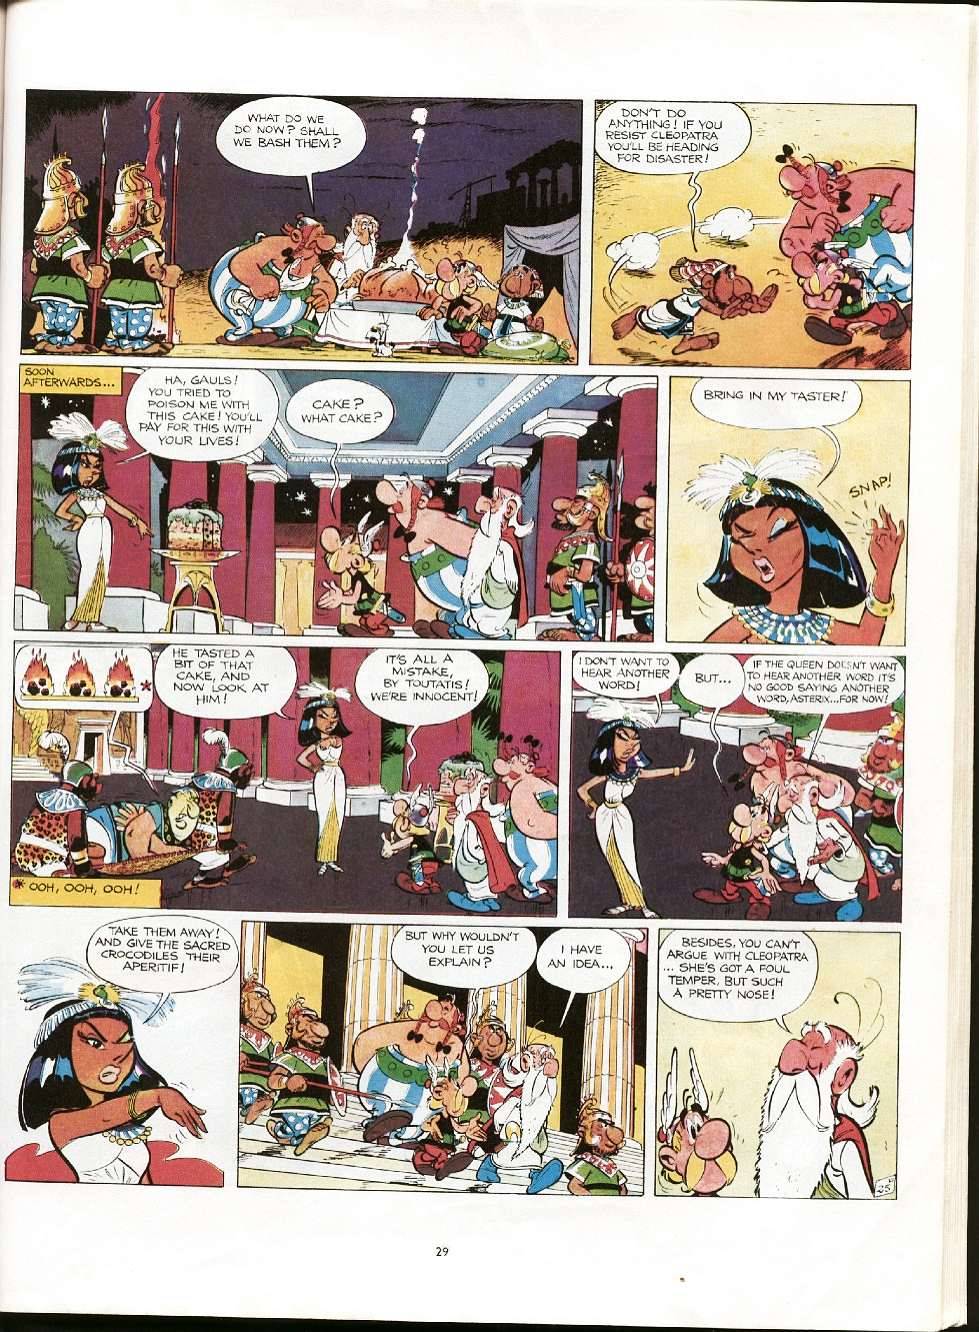 WHAT DO WE
DO NOW? SHALL
WE BASH THEM?
DON'T DO
ANYTHING! IF YOU
RESIST CLEOPATRA
YOU'LL BE HEADING
FOR DISASTER!
SOON
AFTERWARDS...
HA, GAULS!
YOU TRIED TO
POISON ME WITH
THIS CAKE! YOU'LL
PAY FOR THIS WITH
YOUR LIVES!
CAKE?
WHAT CAKE?
BRING IN MY TASTER!
SNAP!
*
HE TASTED A
BIT OF THAT
CAKE, AND
NOW LOOK AT
HIM!
IT'S ALL A
MISTAKE,
BY TOUTATIS!
WE'RE INNOCENT!
* OOH, OOH, OOH!
I DON'T WANT TO
HEAR ANOTHER
WORD!
BUT...
IF THE QUEEN DOESN'T WANT
TO HEAR ANOTHER WORD IT'S
NO GOOD SAYING ANOTHER
WORD, ASTERIX...FOR NOW!
TAKE THEM AWAY!
AND GIVE THE SACRED
CROCODILES THEIR
APERITIF!
BUT WHY WOULDN'T
YOU LET US
EXPLAIN?
I HAVE
AN IDEA...
BESIDES, YOU CAN'T
ARGUE WITH CLEOPATRA
... SHE'S GOT A FOUL
TEMPER, BUT SUCH
A PRETTY NOSE!
25
29